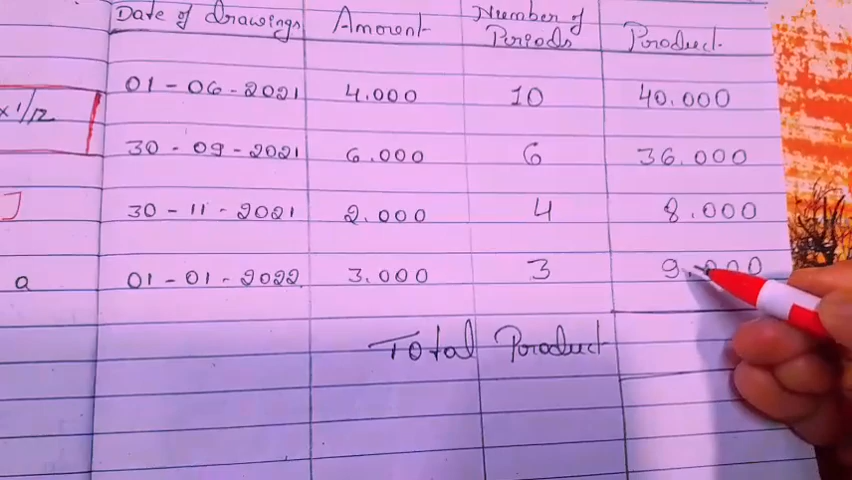 Date of drawings Amount Number of Periods Product
01-06-2021 4.000 10 40.000
x 1/12
30-09-2021 6.000 6 36.000
30-11-2021 2.000 4 8.000
01-01-2022 3.000 3 9.000
a
Total Product